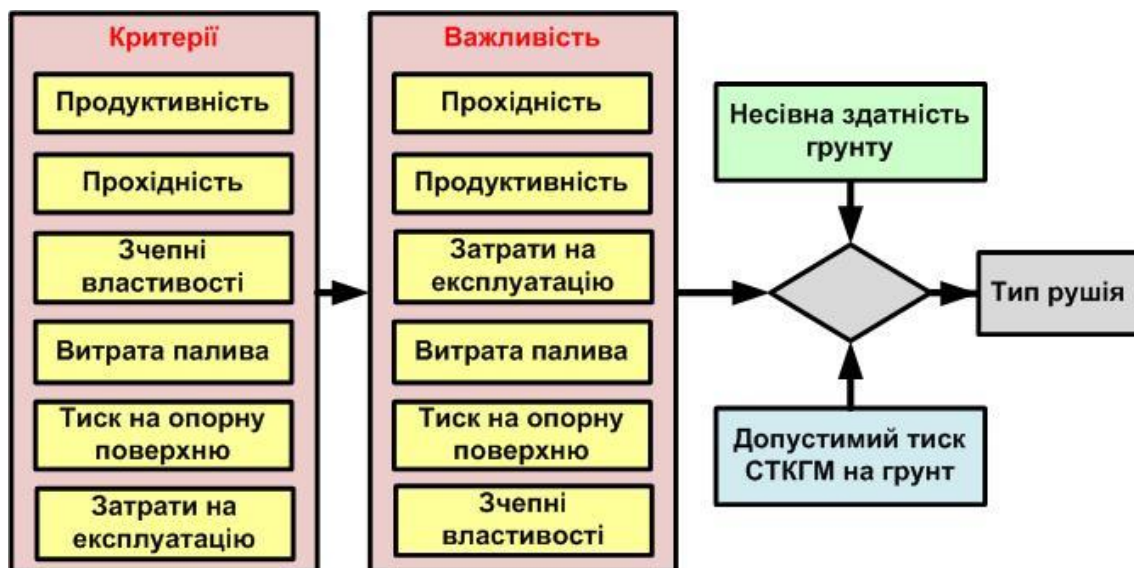 Критерії
Продуктивність
Прохідність
Зчепні
властивості
Витрата палива
Тиск на опорну
поверхню
Затрати на
експлуатацію
Важливість
Прохідність
Продуктивність
Затрати на
експлуатацію
Витрата палива
Тиск на опорну
поверхню
Зчепні
властивості
Несівна здатність
грунту
Допустимий тиск
СТКГМ на грунт
Тип рушія